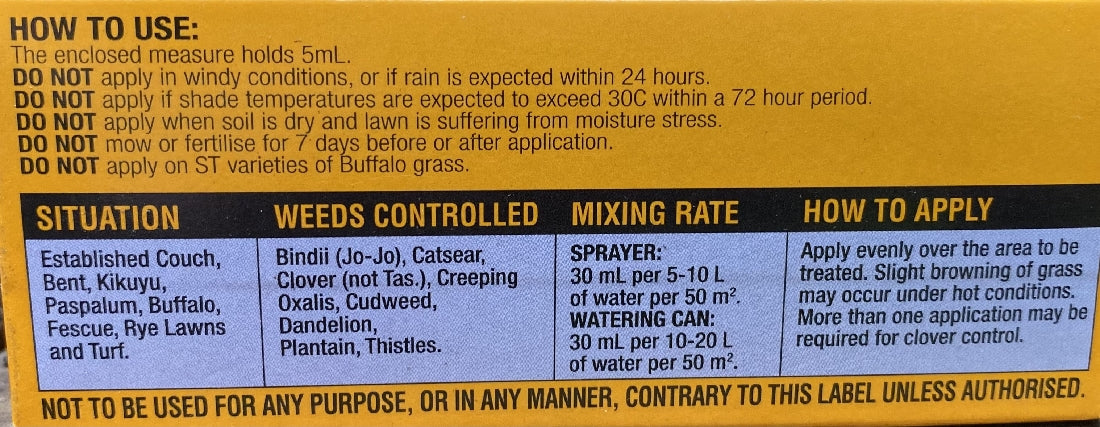 HOW TO USE:
The enclosed measure holds 5mL.
DO NOT apply in windy conditions, or if rain is expected within 24 hours.
DO NOT apply if shade temperatures are expected to exceed 30C within a 72 hour period.
DO NOT apply when soil is dry and lawn is suffering from moisture stress.
DO NOT mow or fertilise for 7 days before or after application.
DO NOT apply on ST varieties of Buffalo grass.
SITUATION
Established Couch,
Bent, Kikuyu,
Paspalum, Buffalo,
Fescue, Rye Lawns
and Turf.
WEEDS CONTROLLED
Bindii (Jo-Jo), Catsear,
Clover (not Tas.), Creeping
Oxalis, Cudweed,
Dandelion,
Plantain, Thistles.
MIXING RATE
SPRAYER:
30 mL per 5-10 L
of water per 50 m².
WATERING CAN:
30 mL per 10-20 L
of water per 50 m².
HOW TO APPLY
Apply evenly over the area to be
treated. Slight browning of grass
may occur under hot conditions.
More than one application may be
required for clover control.
NOT TO BE USED FOR ANY PURPOSE, OR IN ANY MANNER, CONTRARY TO THIS LABEL UNLESS AUTHORISED.